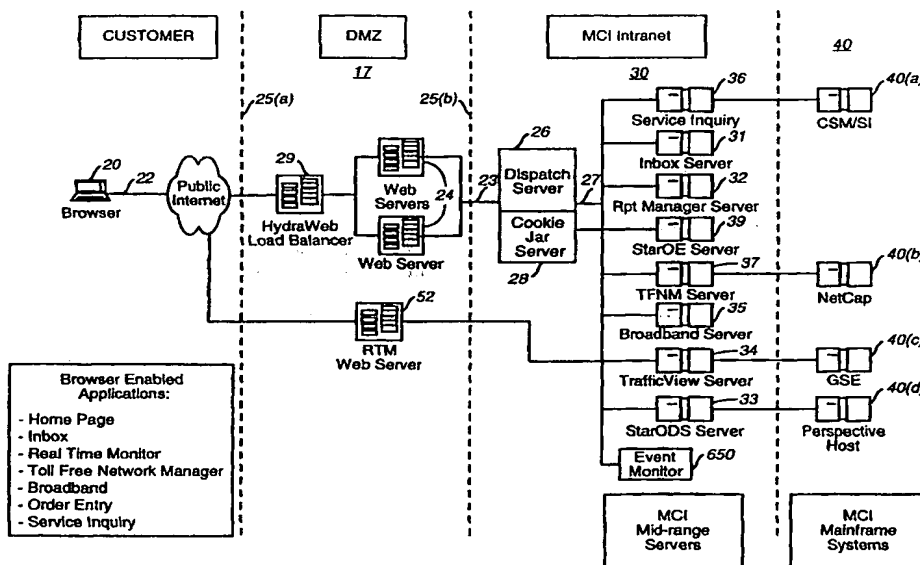 CUSTOMER
DMZ
MCI Intranet
40
17
30
36
40(a)
25(a)
25(b)
Service Inquiry
CSM/SI
26
31
Inbox Server
20
22
Browser
Public
Internet
29
HydraWeb
Load Balancer
Web
Servers
24
Web Server
23
Dispatch
Server
27
32
Rpt Manager Server
Cookie
Jar Server
28
39
StarOE Server
37
40(b)
TFNM Server
NetCap
35
Broadband Server
52
RTM
Web Server
34
40(c)
TrafficView Server
GSE
33
40(d)
StarODS Server
Perspective
Host
Event
Monitor
650
Browser Enabled
Applications:
- Home Page
- Inbox
- Real Time Monitor
- Toll Free Network Manager
- Broadband
- Order Entry
- Service Inquiry
MCI
Mid-range
Servers
MCI
Mainframe
Systems